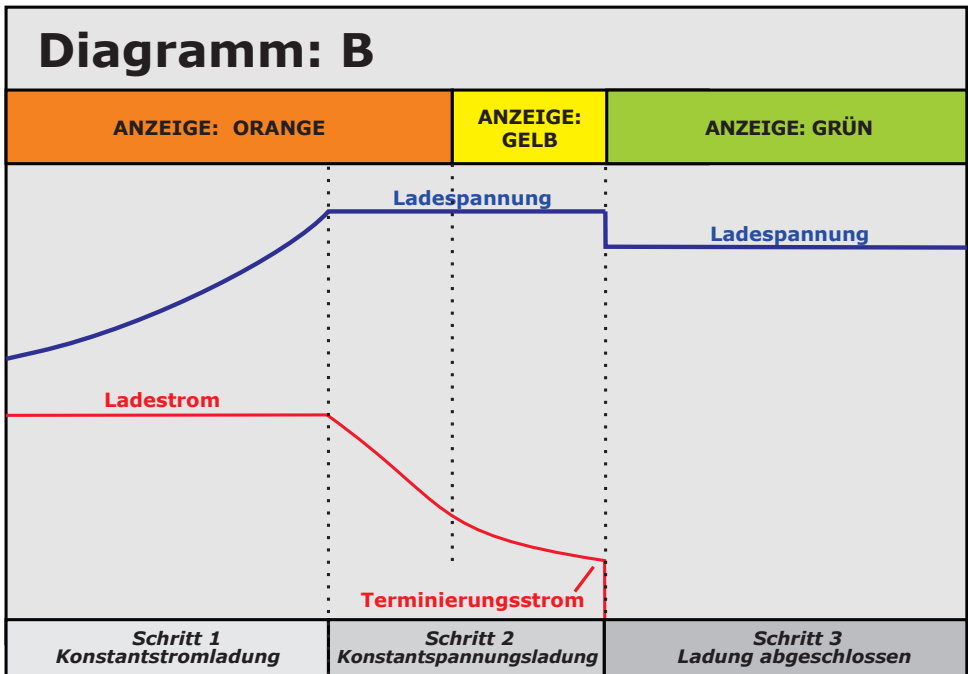 Diagramm: B
ANZEIGE: ORANGE
ANZEIGE:
GELB
ANZEIGE: GRÜN
Ladespannung
Ladespannung
Ladestrom
Terminierungsstrom
Schritt 1
Konstantstromladung
Schritt 2
Konstantspannungsladung
Schritt 3
Ladung abgeschlossen